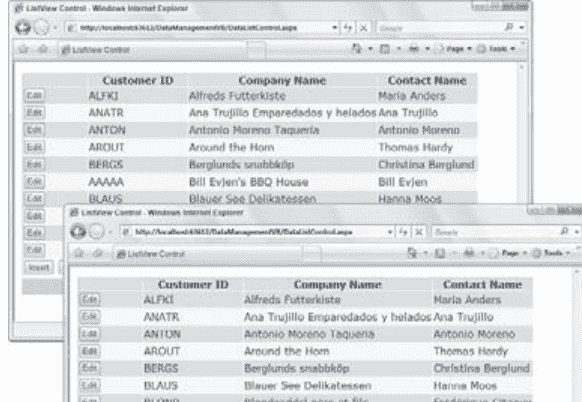 ListView Control - Windows Internet Explorer
Google
ListView Control
Page Tools
Customer ID Company Name Contact Name
Edit ALFKI Alfreds Futterkiste Maria Anders
Edit ANATR Ana Trujillo Emparedados y helados Ana Trujillo
Edit ANTON Antonio Moreno Taquería Antonio Moreno
Edit AROUT Around the Horn Thomas Hardy
Edit BERGS Berglunds snabbköp Christina Berglund
Edit AAAAA Bill Evjen's BBQ House Bill Evjen
Edit BLAUS Blauer See Delikatessen Hanna Moos
Edit
Edit
Edit
Insert
ListView Control - Windows Internet Explorer
Google
ListView Control
Page Tools
Customer ID Company Name Contact Name
Edit ALFKI Alfreds Futterkiste Maria Anders
Edit ANATR Ana Trujillo Emparedados y helados Ana Trujillo
Edit ANTON Antonio Moreno Taquería Antonio Moreno
Edit AROUT Around the Horn Thomas Hardy
Edit BERGS Berglunds snabbköp Christina Berglund
Edit BLAUS Blauer See Delikatessen Hanna Moos